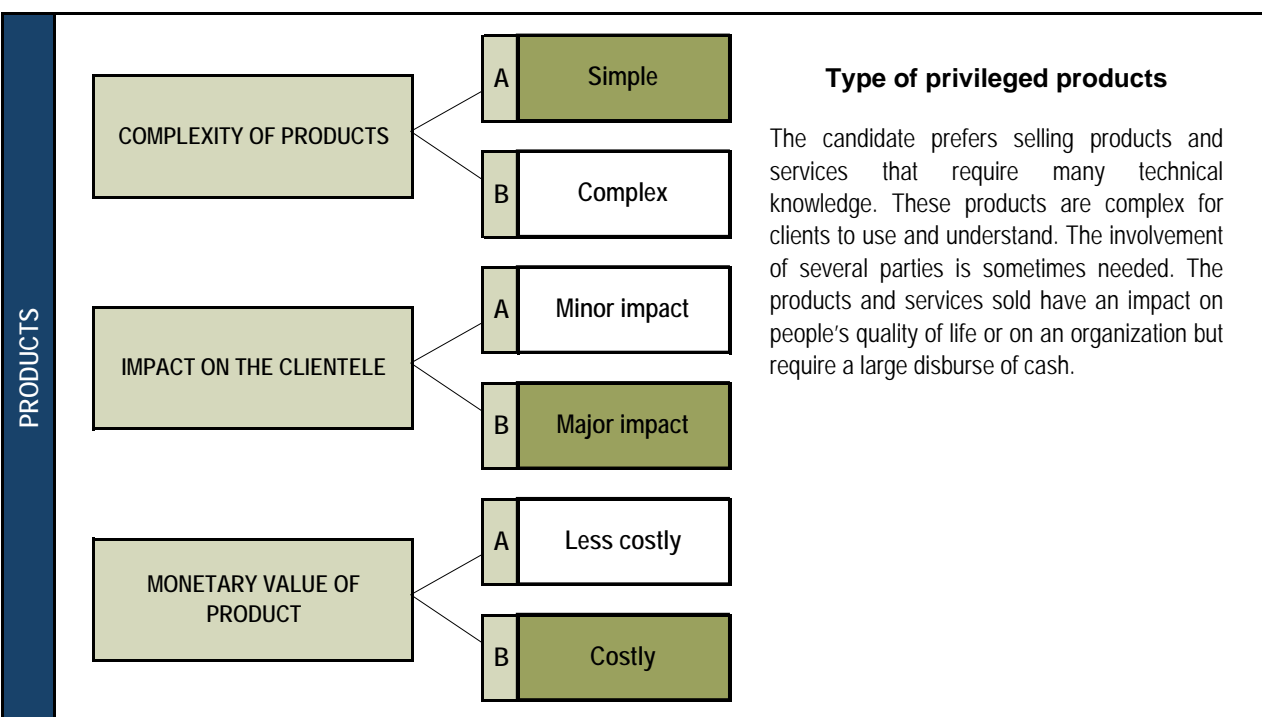 PRODUCTS
COMPLEXITY OF PRODUCTS
A
Simple
B
Complex
IMPACT ON THE CLIENTELE
A
Minor impact
B
Major impact
MONETARY VALUE OF
PRODUCT
A
Less costly
B
Costly
Type of privileged products
The candidate prefers selling products and
services that require many technical
knowledge. These products are complex for
clients to use and understand. The involvement
of several parties is sometimes needed. The
products and services sold have an impact on
people's quality of life or on an organization but
require a large disburse of cash.